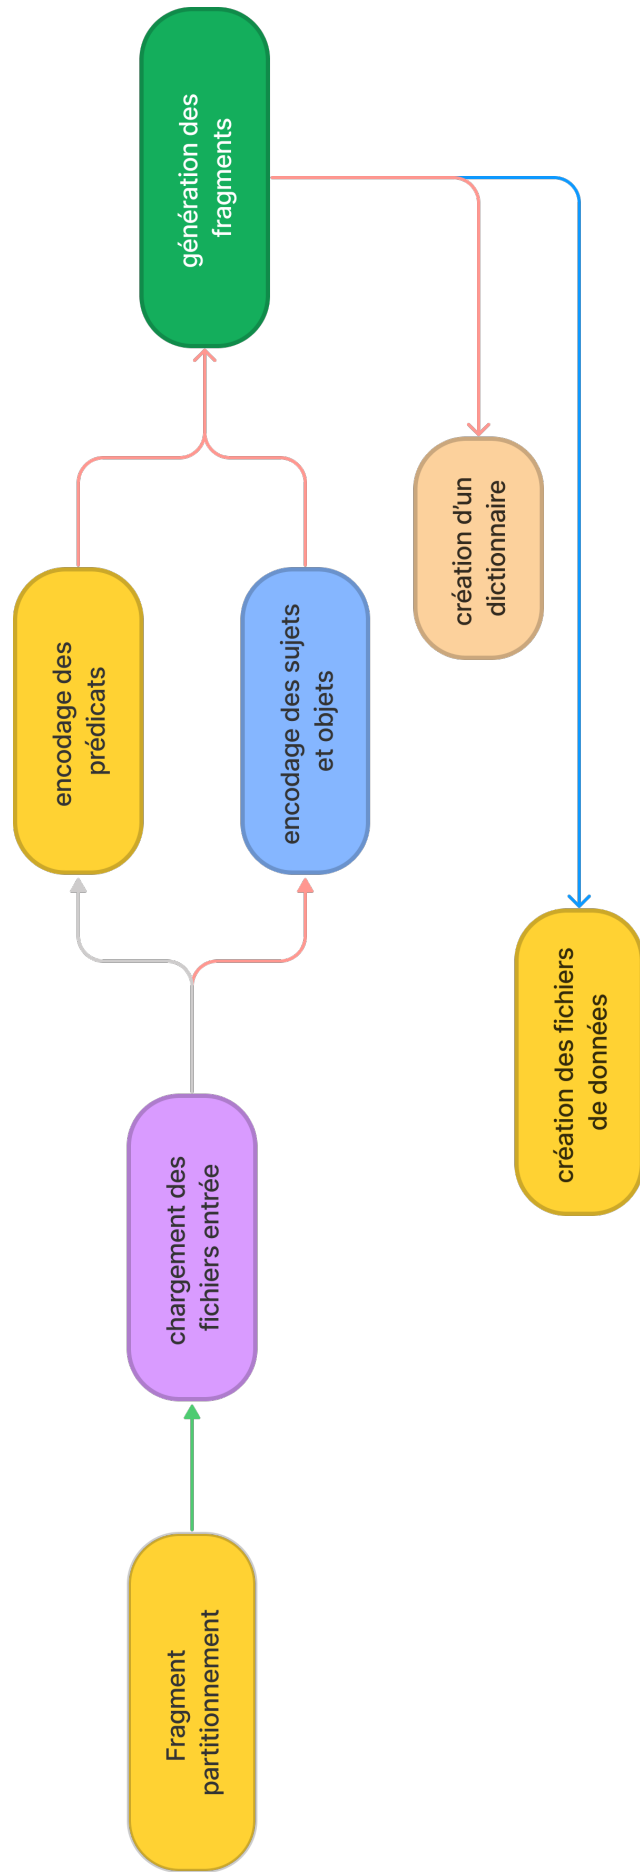 Fragment
partitionnement
chargement des
fichiers entrée
encodage des
prédicats
encodage des sujets
et objets
génération des
fragments
création d'un
dictionnaire
création des fichiers
de données